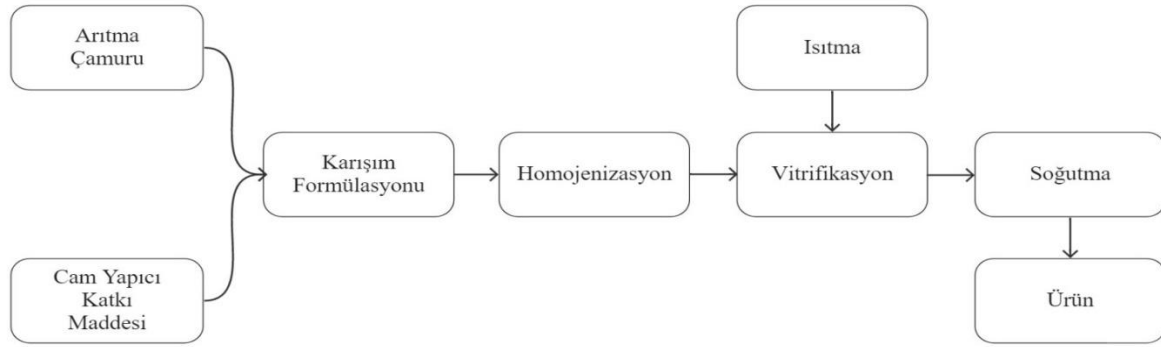 Arıtma
Çamuru
Isıtma
Karışım
Formülasyonu
Homojenizasyon
Vitrifikasyon
Soğutma
Cam Yapıcı
Katkı
Maddesi
Ürün